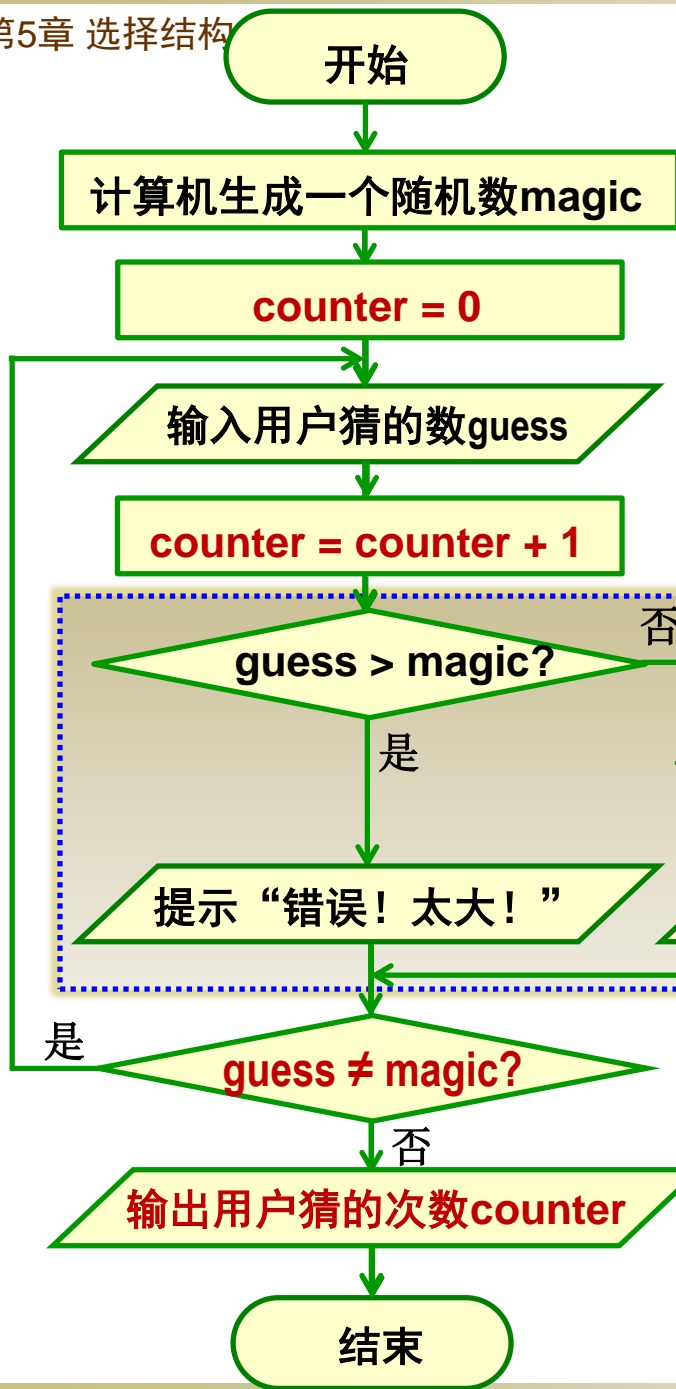 第5章 选择结构
开始
计算机生成一个随机数magic
counter = 0
输入用户猜的数guess
counter = counter + 1
否
guess > magic?
是
提示“错误！太大！”
是
guess ≠ magic?
否
输出用户猜的次数counter
结束